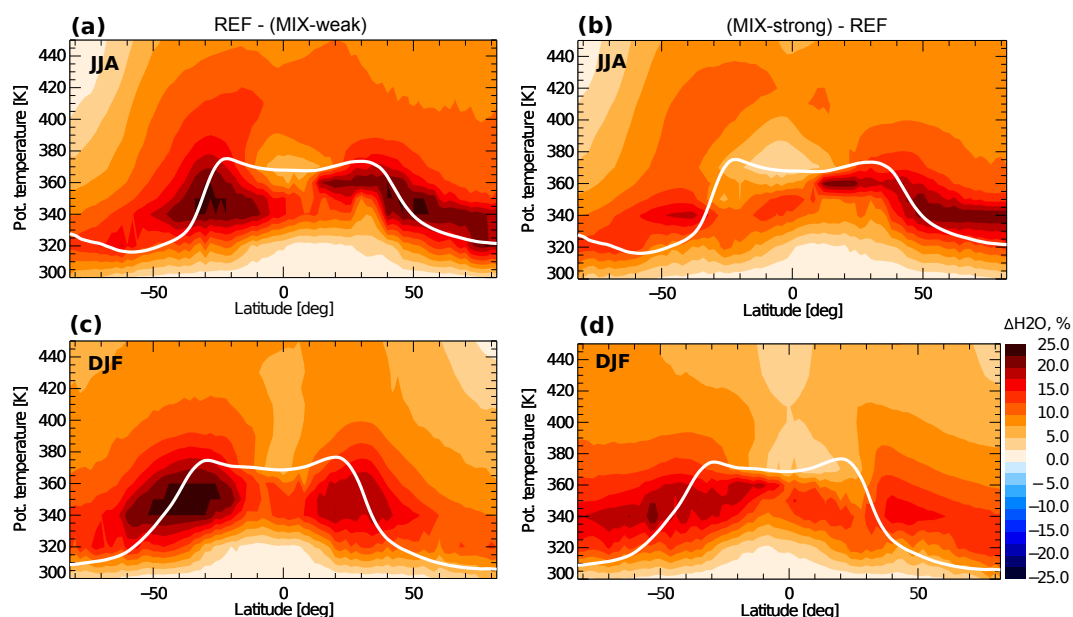 (a) REF - (MIX-weak)
(b) (MIX-strong) - REF
JJA
JJA
Pot. temperature [K]
440
420
400
380
360
340
320
300
−50 0 50
Latitude [deg]
Pot. temperature [K]
440
420
400
380
360
340
320
300
−50 0 50
Latitude [deg]
(c)
(d)
DJF
DJF
Pot. temperature [K]
440
420
400
380
360
340
320
300
−50 0 50
Latitude [deg]
Pot. temperature [K]
440
420
400
380
360
340
320
300
−50 0 50
Latitude [deg]
ΔH2O, %
25.0
20.0
15.0
10.0
5.0
0.0
−5.0
−10.0
−15.0
−20.0
−25.0